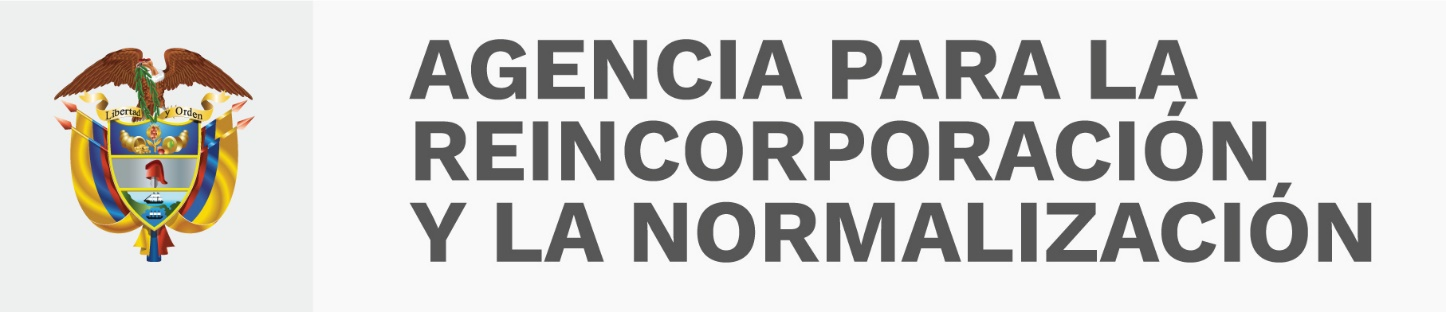 Libertad y Orden
AGENCIA PARA LA
REINCORPORACIÓN
Y LA NORMALIZACIÓN